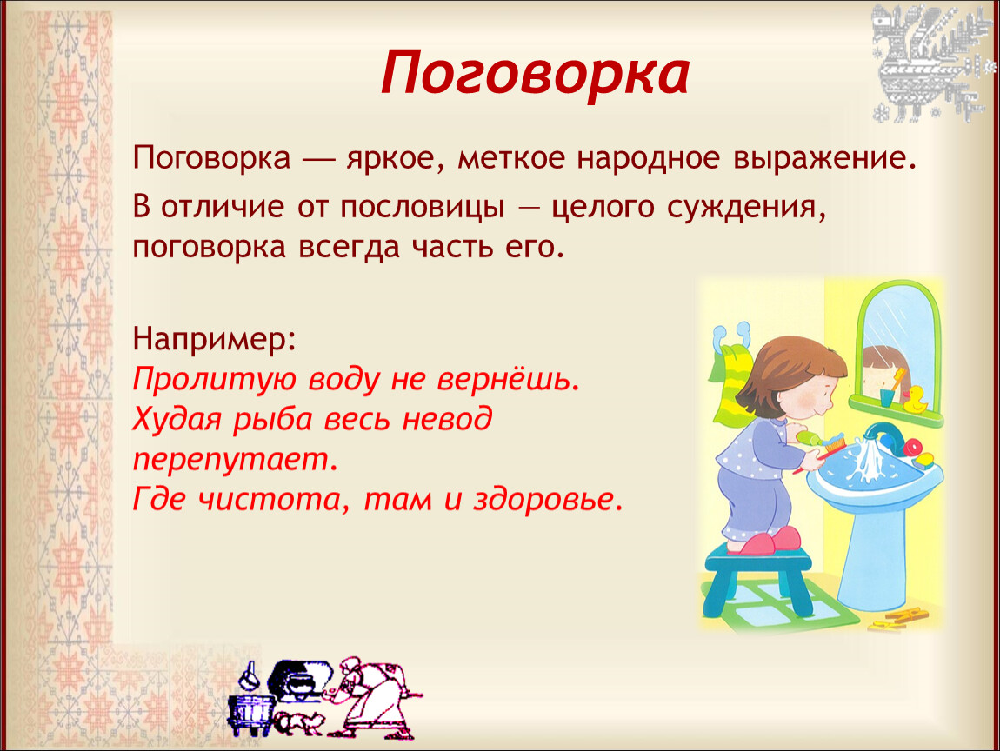 Поговорка
Поговорка — яркое, меткое народное выражение.
В отличие от пословицы — целого суждения,
поговорка всегда часть его.
Например:
Пролитую воду не вернёшь.
Худая рыба весь невод
перепутает.
Где чистота, там и здоровье.